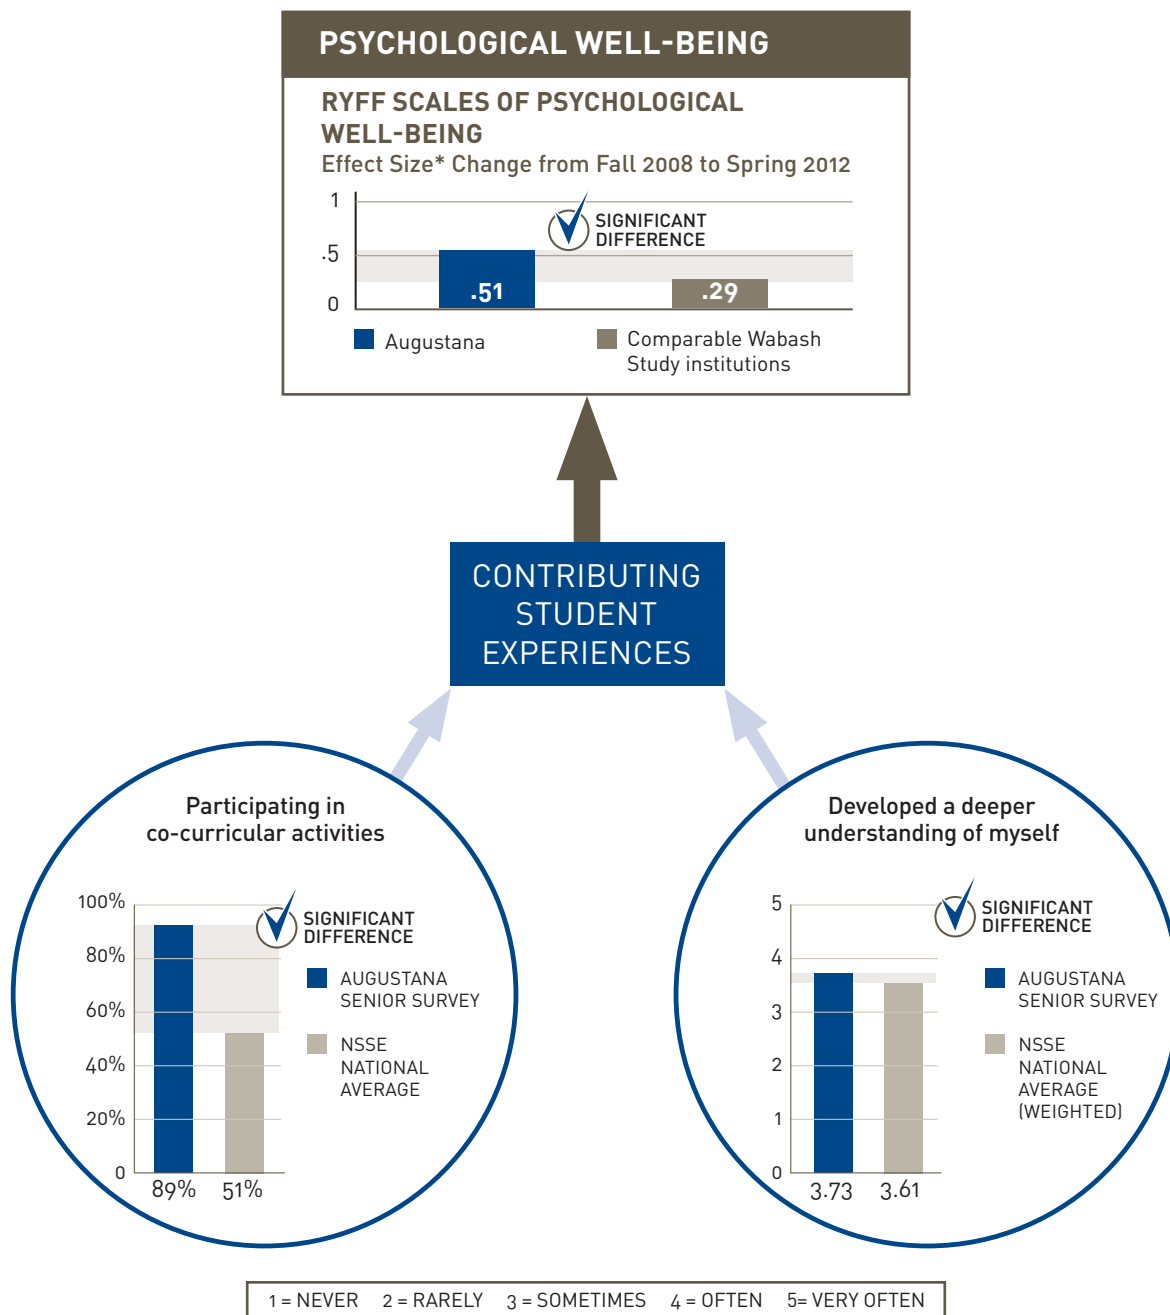 PSYCHOLOGICAL WELL-BEING
RYFF SCALES OF PSYCHOLOGICAL
WELL-BEING
Effect Size* Change from Fall 2008 to Spring 2012
1
.5
0
SIGNIFICANT
DIFFERENCE
.51
.29
Augustana
Comparable Wabash
Study institutions
CONTRIBUTING
STUDENT
EXPERIENCES
Participating in
co-curricular activities
100%
80%
60%
40%
20%
0
SIGNIFICANT
DIFFERENCE
AUGUSTANA
SENIOR SURVEY
NSSE
NATIONAL
AVERAGE
89% 51%
Developed a deeper
understanding of myself
5
4
3
2
1
0
SIGNIFICANT
DIFFERENCE
AUGUSTANA
SENIOR SURVEY
NSSE
NATIONAL
AVERAGE
(WEIGHTED)
3.73 3.61
1 = NEVER 2 = RARELY 3 = SOMETIMES 4 = OFTEN 5= VERY OFTEN